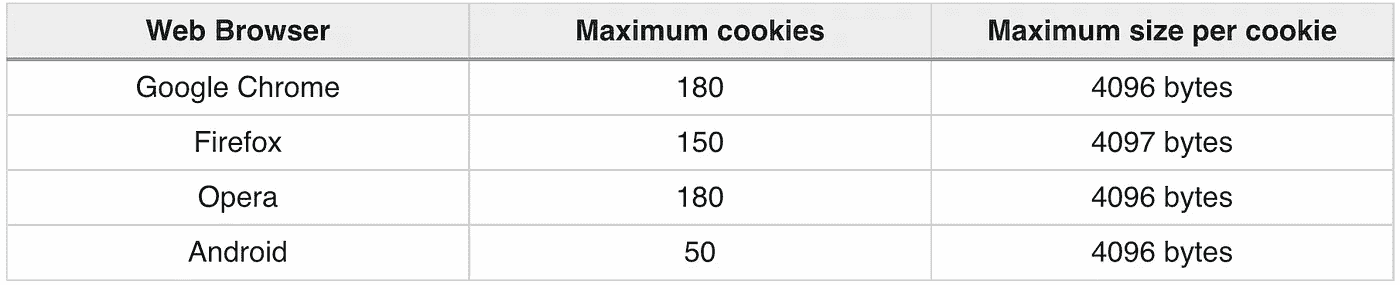 Web Browser Maximum cookies Maximum size per cookie
Google Chrome 180 4096 bytes
Firefox 150 4097 bytes
Opera 180 4096 bytes
Android 50 4096 bytes